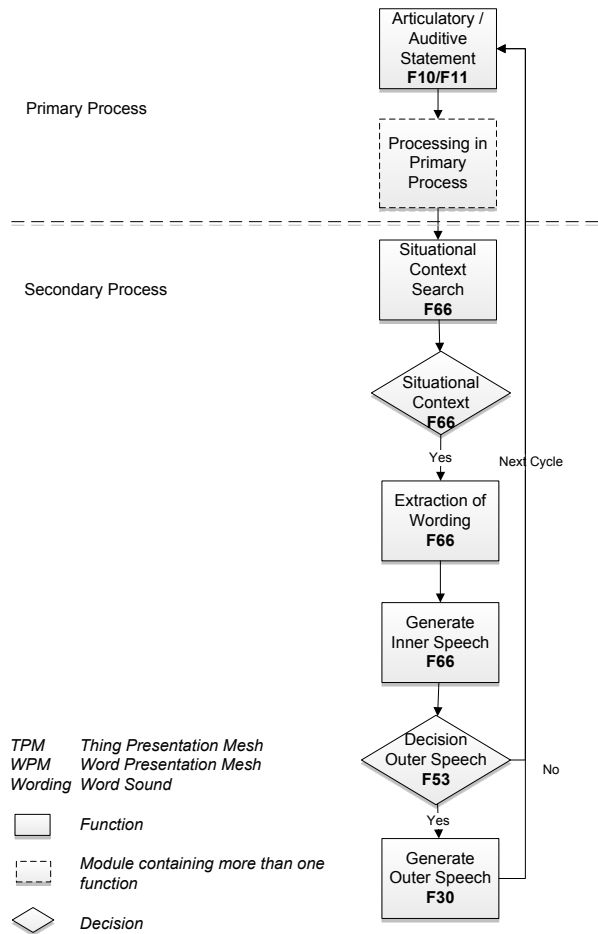 Articulatory /
Auditive
Statement
F10/F11
Primary Process
Processing in
Primary
Process
Situational
Context
Search
F66
Secondary Process
Situational
Context
F66
Yes
Next Cycle
Extraction of
Wording
F66
Generate
Inner Speech
F66
Decision
Outer Speech
F53
No
Yes
Generate
Outer Speech
F30
TPM Thing Presentation Mesh
WPM Word Presentation Mesh
Wording Word Sound
Function
Module containing more than one
function
Decision